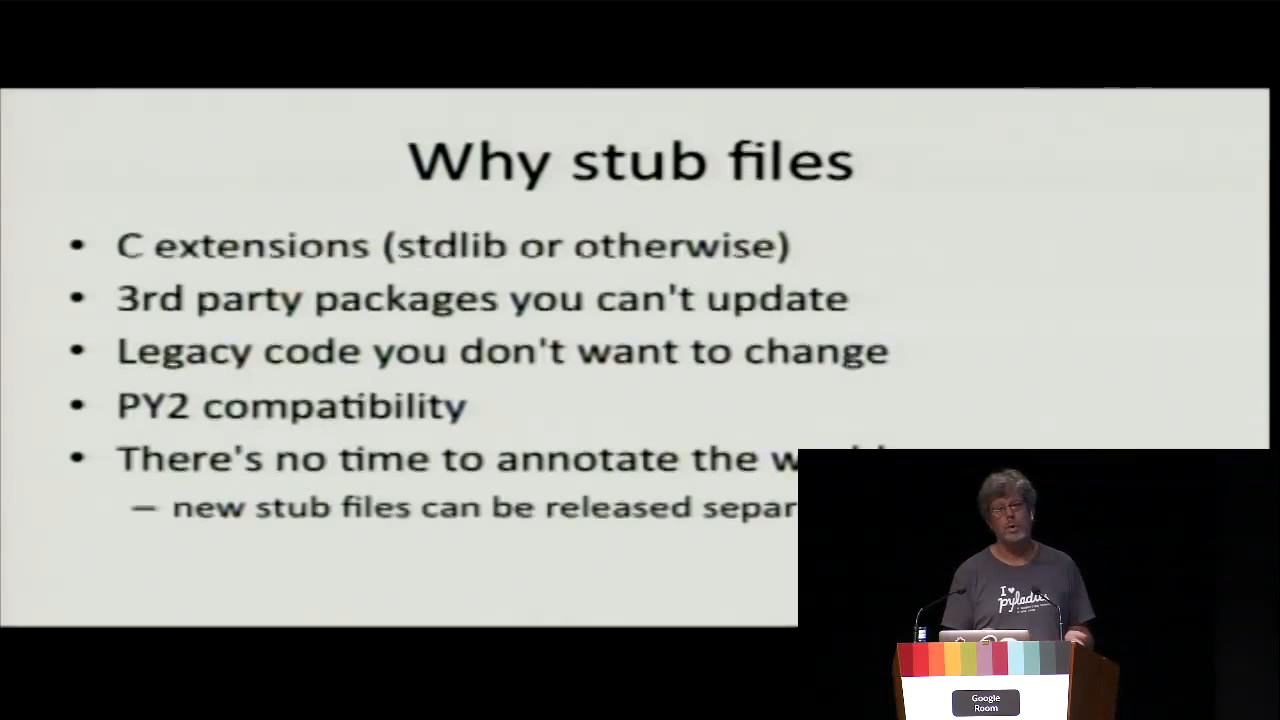 Why stub files
• C extensions (stdlib or otherwise)
• 3rd party packages you can't update
• Legacy code you don't want to change
• PY2 compatibility
• There's no time to annotate the
– new stub files can be released
I ♥
pyladies
Google
Room